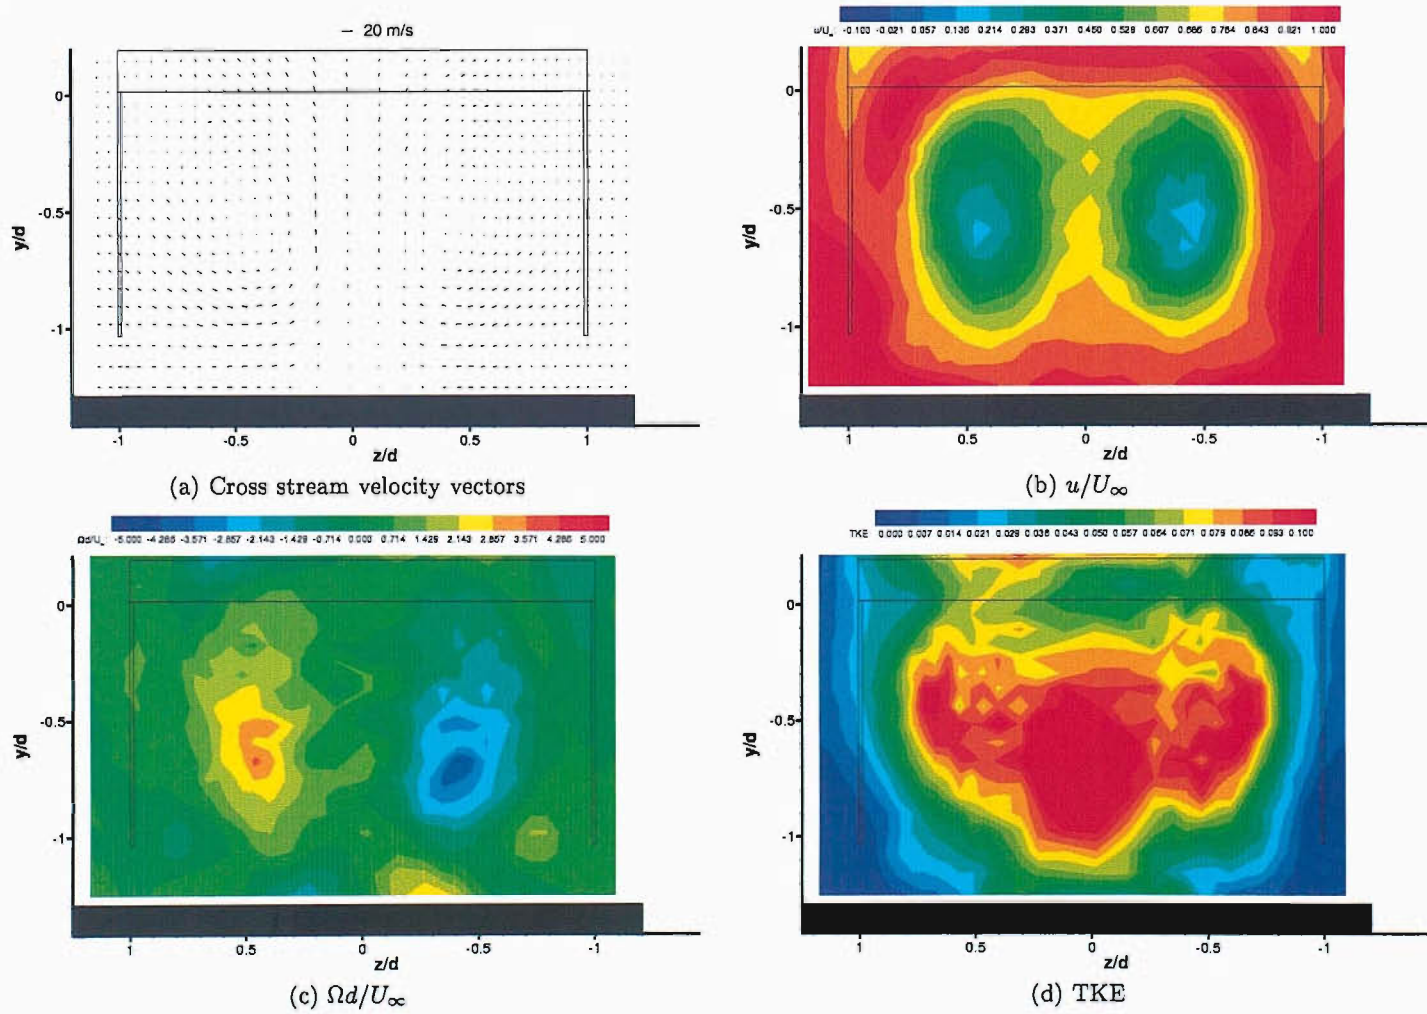 — 20 m/s
0
-0.5
-1
y/d
-1 -0.5 0 0.5 1
z/d
(a) Cross stream velocity vectors
u/U∞: -0.100 -0.021 0.057 0.136 0.214 0.293 0.371 0.450 0.529 0.607 0.686 0.764 0.843 0.921 1.000
0
-0.5
-1
y/d
1 0.5 0 -0.5 -1
z/d
(b) u/U∞
Ωd/U∞: -5.000 -4.286 -3.571 -2.857 -2.143 -1.429 -0.714 0.000 0.714 1.429 2.143 2.857 3.571 4.286 5.000
0
-0.5
-1
y/d
1 0.5 0 -0.5 -1
z/d
(c) Ωd/U∞
TKE 0.000 0.007 0.014 0.021 0.029 0.036 0.043 0.050 0.057 0.064 0.071 0.079 0.086 0.093 0.100
0
-0.5
-1
y/d
1 0.5 0 -0.5 -1
z/d
(d) TKE